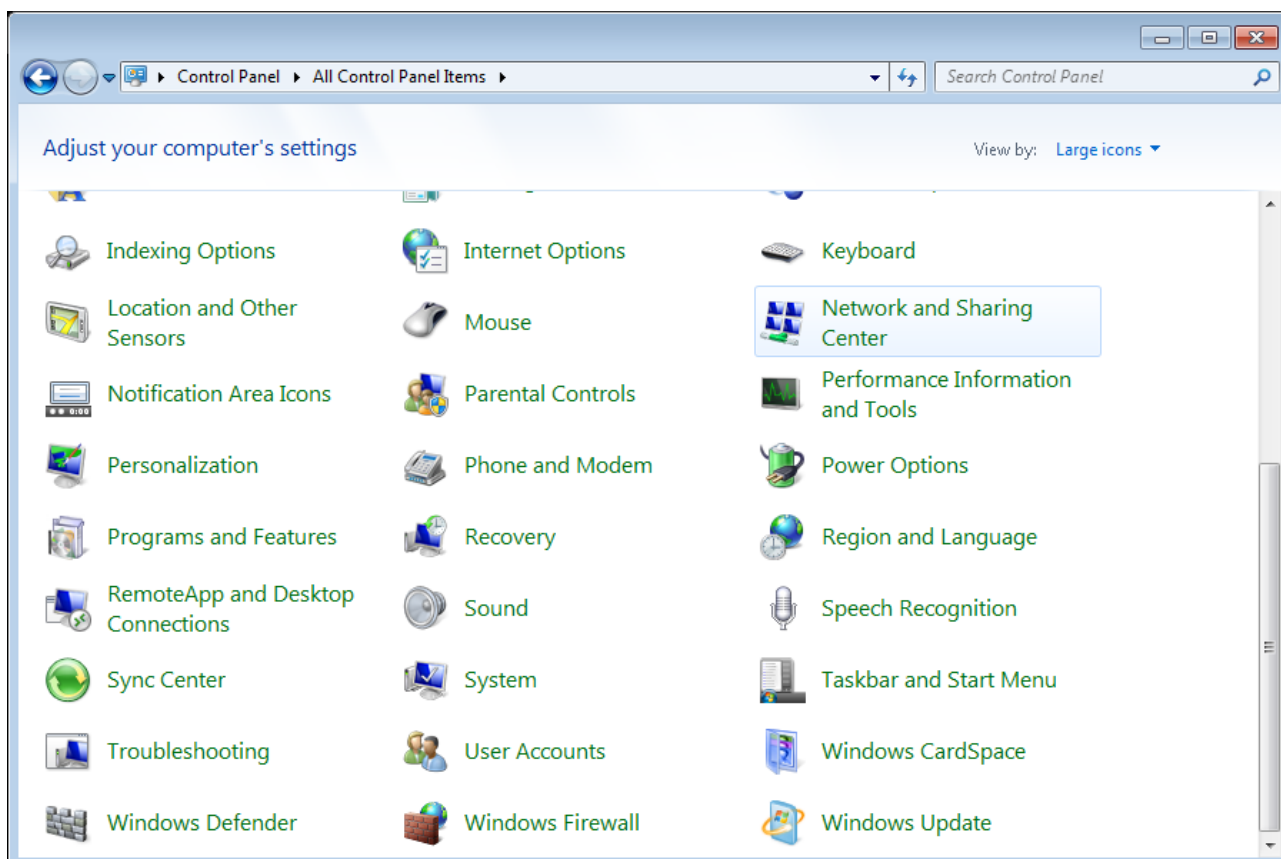 Control Panel All Control Panel Items
Search Control Panel
Adjust your computer's settings
View by: Large icons
Indexing Options
Internet Options
Keyboard
Location and Other
Sensors
Mouse
Network and Sharing
Center
Notification Area Icons
0:00
Parental Controls
Performance Information
and Tools
Personalization
Phone and Modem
Power Options
Programs and Features
Recovery
Region and Language
RemoteApp and Desktop
Connections
Sound
Speech Recognition
Sync Center
System
Taskbar and Start Menu
Troubleshooting
User Accounts
Windows CardSpace
Windows Defender
Windows Firewall
Windows Update